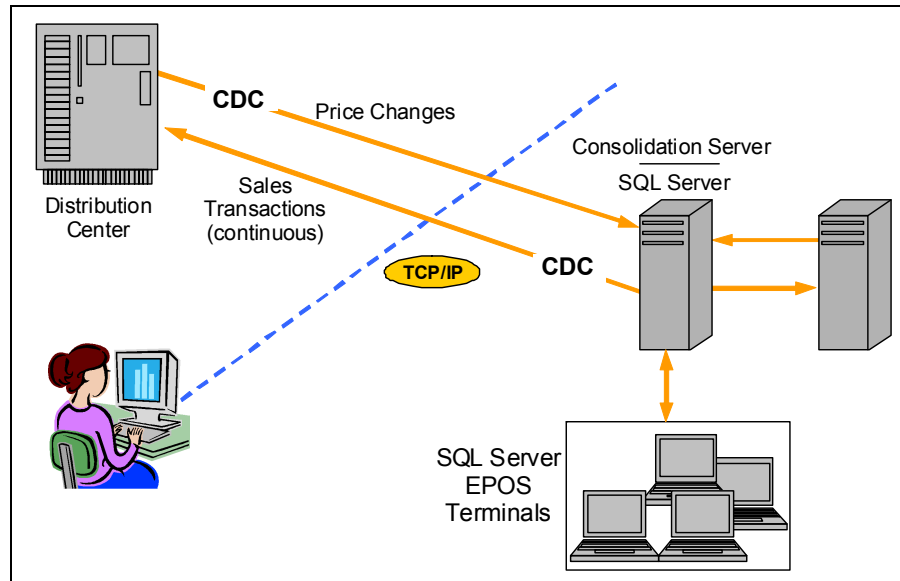 CDC
Price Changes
Consolidation Server
SQL Server
Distribution
Center
Sales
Transactions
(continuous)
TCP/IP
CDC
SQL Server
EPOS
Terminals